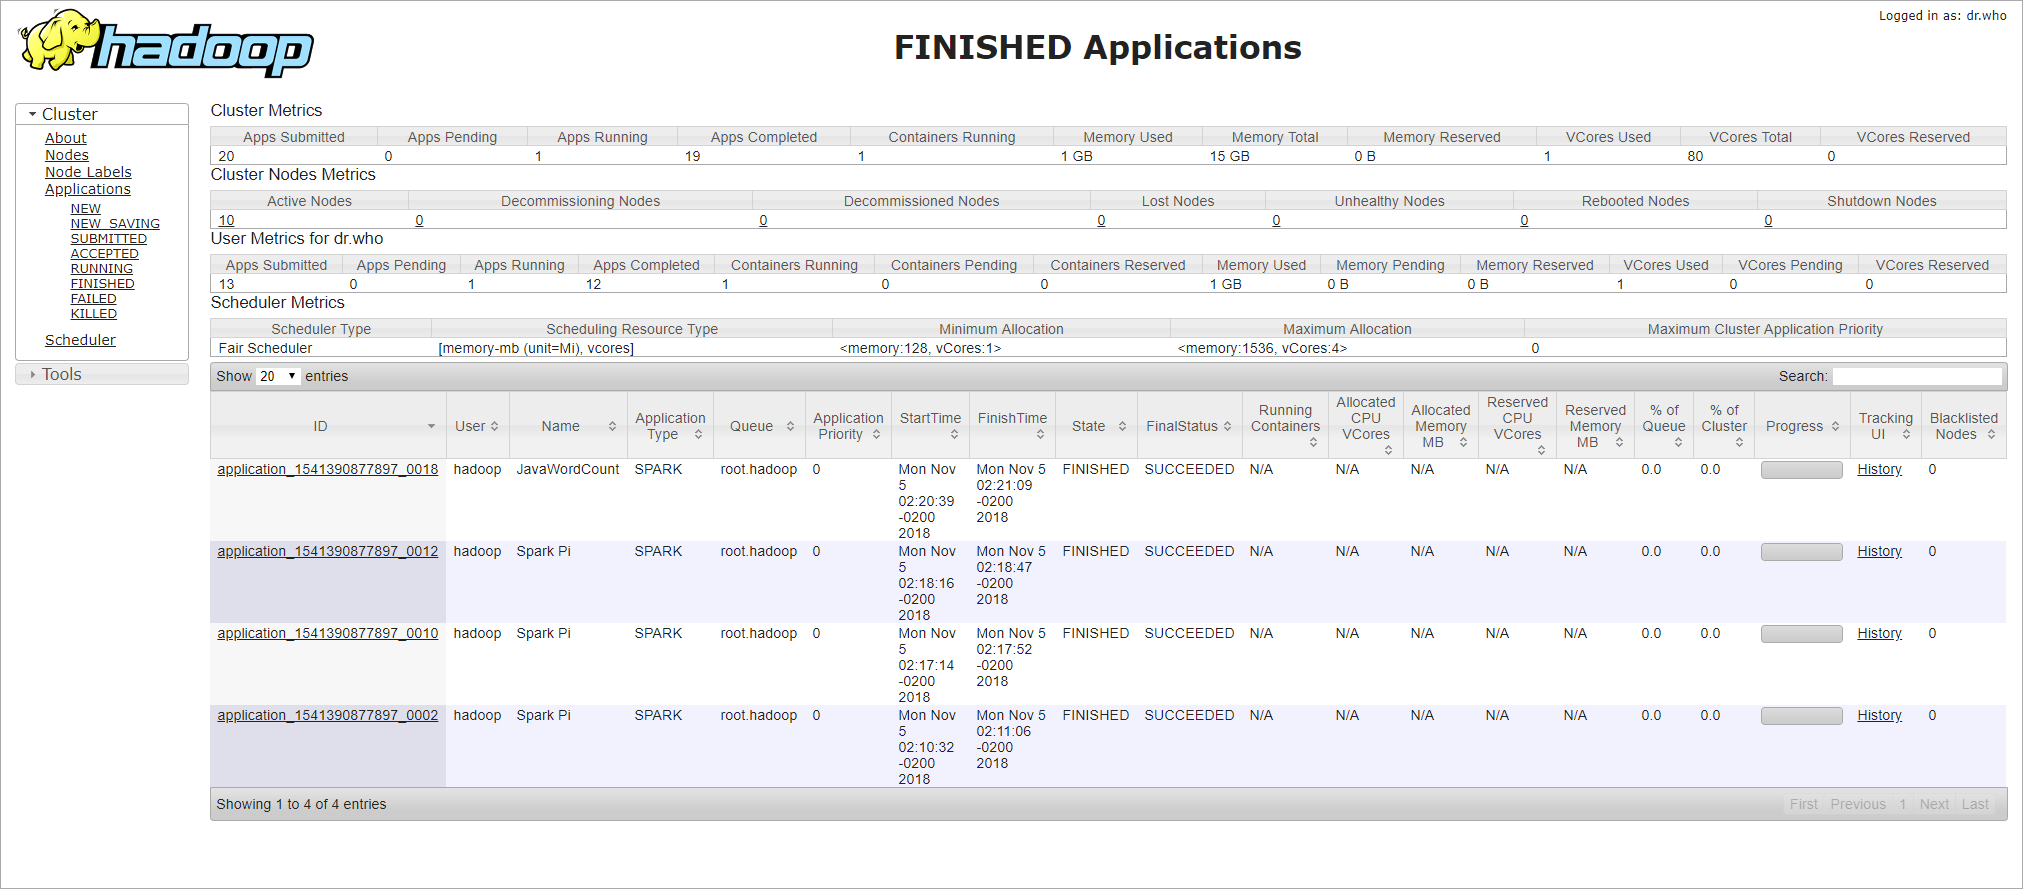 hadoop
Logged in as: dr.who
FINISHED Applications
Cluster
About
Nodes
Node Labels
Applications
NEW
NEW_SAVING
SUBMITTED
ACCEPTED
RUNNING
FINISHED
FAILED
KILLED
Scheduler
Tools
Cluster Metrics
Apps Submitted Apps Pending Apps Running Apps Completed Containers Running Memory Used Memory Total Memory Reserved VCores Used VCores Total VCores Reserved
20 0 1 19 1 1 GB 15 GB 0 B 1 80 0
Cluster Nodes Metrics
Active Nodes Decommissioning Nodes Decommissioned Nodes Lost Nodes Unhealthy Nodes Rebooted Nodes Shutdown Nodes
10 0 0 0 0 0 0
User Metrics for dr.who
Apps Submitted Apps Pending Apps Running Apps Completed Containers Running Containers Pending Containers Reserved Memory Used Memory Pending Memory Reserved VCores Used VCores Pending VCores Reserved
13 0 1 12 1 0 0 1 GB 0 B 0 B 1 0 0
Scheduler Metrics
Scheduler Type Scheduling Resource Type Minimum Allocation Maximum Allocation Maximum Cluster Application Priority
Fair Scheduler [memory-mb (unit=Mi), vcores] <memory:128, vCores:1> <memory:1536, vCores:4> 0
Show 20 entries Search:
ID User Name Application Type Queue Application Priority StartTime FinishTime State FinalStatus Running Containers Allocated CPU VCores Allocated Memory MB Reserved CPU VCores Reserved Memory MB % of Queue % of Cluster Progress Tracking UI Blacklisted Nodes
application_1541390877897_0018 hadoop JavaWordCount SPARK root.hadoop 0 Mon Nov 5 02:20:39 -0200 2018 Mon Nov 5 02:21:09 -0200 2018 FINISHED SUCCEEDED N/A N/A N/A N/A N/A 0.0 0.0 History 0
application_1541390877897_0012 hadoop Spark Pi SPARK root.hadoop 0 Mon Nov 5 02:18:16 -0200 2018 Mon Nov 5 02:18:47 -0200 2018 FINISHED SUCCEEDED N/A N/A N/A N/A N/A 0.0 0.0 History 0
application_1541390877897_0010 hadoop Spark Pi SPARK root.hadoop 0 Mon Nov 5 02:17:14 -0200 2018 Mon Nov 5 02:17:52 -0200 2018 FINISHED SUCCEEDED N/A N/A N/A N/A N/A 0.0 0.0 History 0
application_1541390877897_0002 hadoop Spark Pi SPARK root.hadoop 0 Mon Nov 5 02:10:32 -0200 2018 Mon Nov 5 02:11:06 -0200 2018 FINISHED SUCCEEDED N/A N/A N/A N/A N/A 0.0 0.0 History 0
Showing 1 to 4 of 4 entries First Previous 1 Next Last